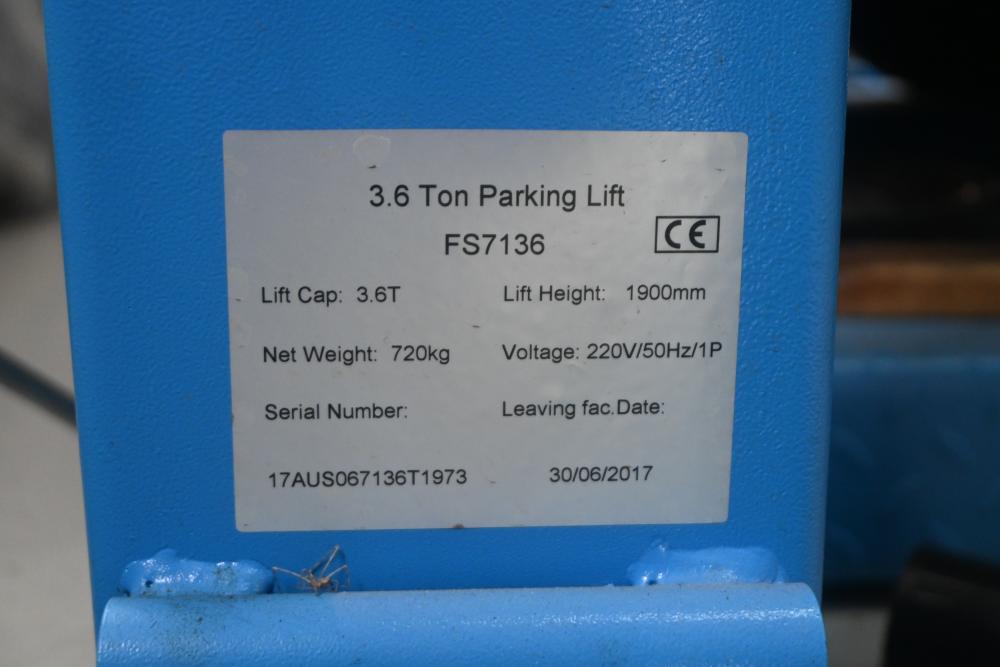 3.6 Ton Parking Lift
FS7136
CE
Lift Cap: 3.6T Lift Height: 1900mm
Net Weight: 720kg Voltage: 220V/50Hz/1P
Serial Number: Leaving fac.Date:
17AUS067136T1973 30/06/2017